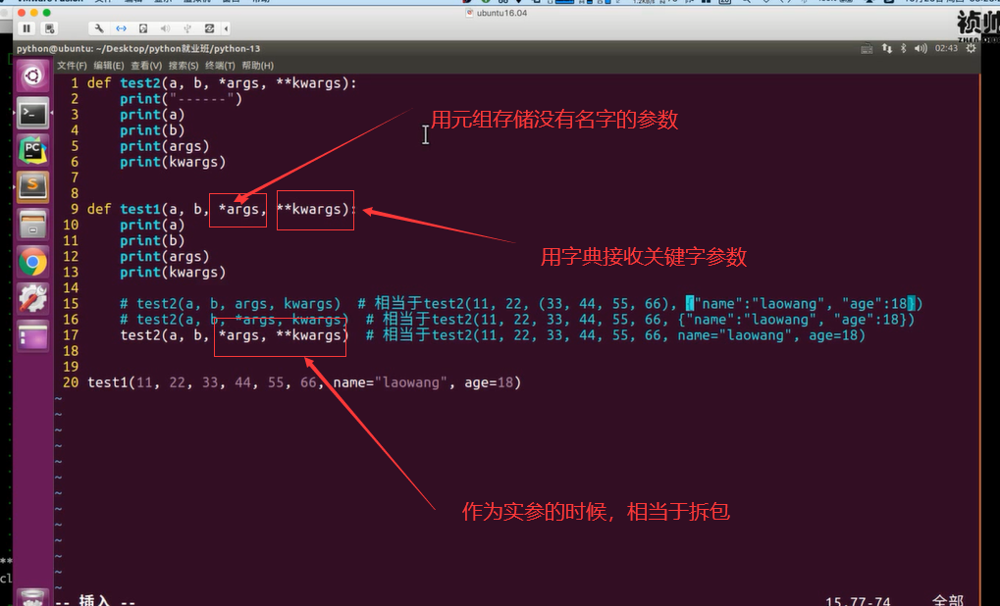 ubuntu16.04
python@ubuntu: ~/Desktop/python就业班/python-13
02:43
文件(F) 编辑(E) 查看(V) 搜索(S) 终端(T) 帮助(H)
1 def test2(a, b, *args, **kwargs):
2 print("------")
3 print(a)
4 print(b)
5 print(args)
6 print(kwargs)
7
8
9 def test1(a, b, *args, **kwargs):
10 print(a)
11 print(b)
12 print(args)
13 print(kwargs)
14
15 # test2(a, b, args, kwargs) # 相当于test2(11, 22, (33, 44, 55, 66), {"name":"laowang", "age":18})
16 # test2(a, b, *args, kwargs) # 相当于test2(11, 22, 33, 44, 55, 66, {"name":"laowang", "age":18})
17 test2(a, b, *args, **kwargs) # 相当于test2(11, 22, 33, 44, 55, 66, name="laowang", age=18)
18
19
20 test1(11, 22, 33, 44, 55, 66, name="laowang", age=18)
用元组存储没有名字的参数
用字典接收关键字参数
作为实参的时候，相当于拆包
-- 插入 --
15,77-74 全部